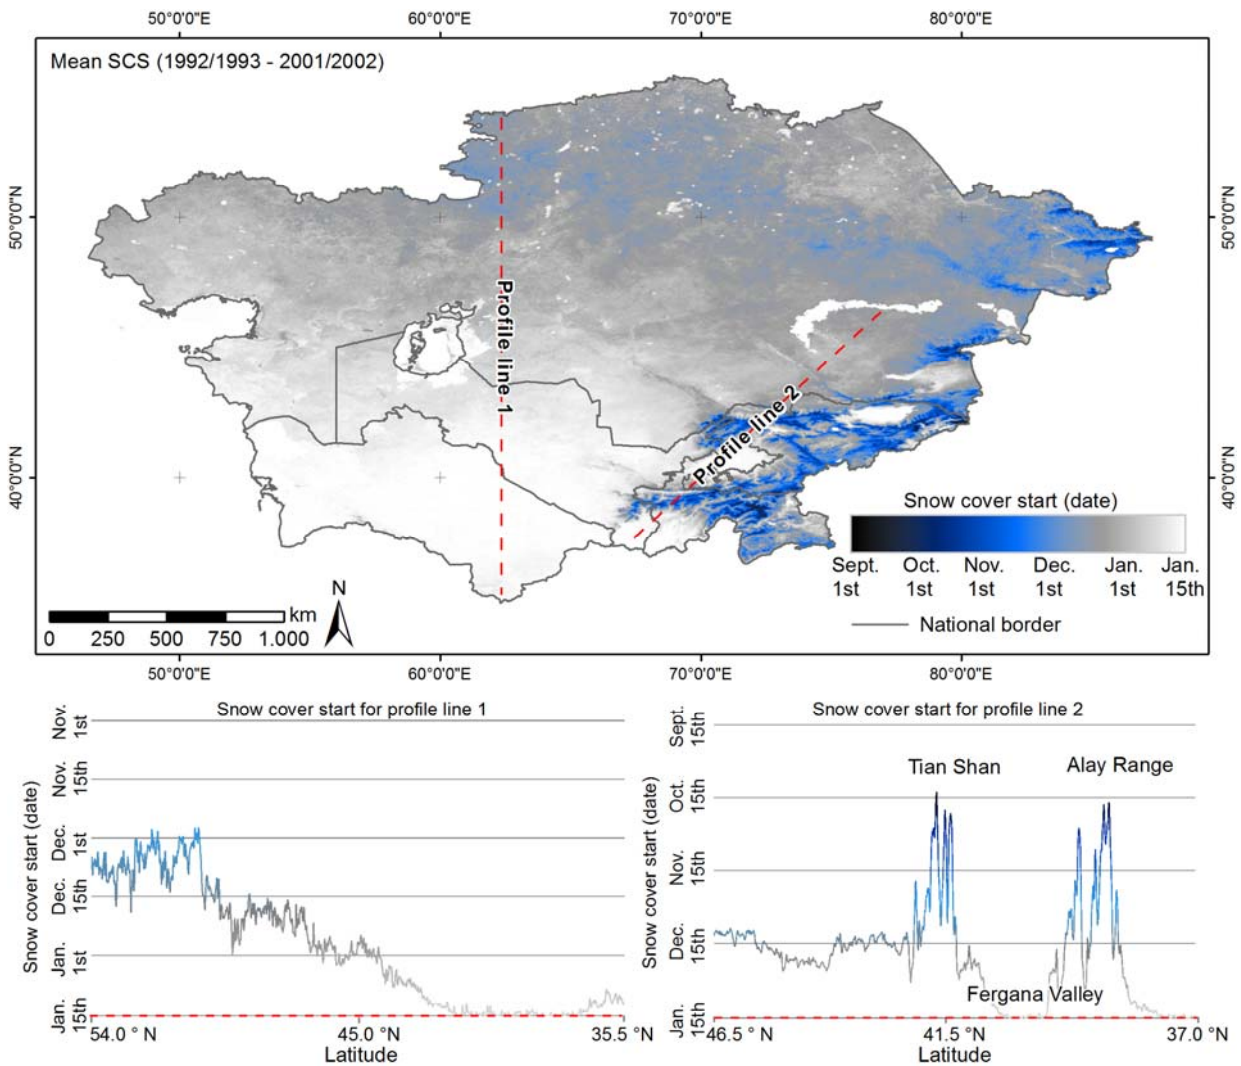 50°0'0"E 60°0'0"E 70°0'0"E 80°0'0"E
Mean SCS (1992/1993 - 2001/2002)
50°0'0"N
50°0'0"N
Profile line 1
Profile line 2
40°0'0"N
40°0'0"N
Snow cover start (date)
Sept. Oct. Nov. Dec. Jan. Jan.
1st 1st 1st 1st 1st 15th
National border
N
km
0 250 500 750 1.000
50°0'0"E 60°0'0"E 70°0'0"E 80°0'0"E
Snow cover start for profile line 1
Snow cover start (date)
Nov. 1st
Nov. 15th
Dec. 1st
Dec. 15th
Jan. 1st
Jan. 15th
54.0 °N 45.0 °N 35.5 °N
Latitude
Snow cover start for profile line 2
Snow cover start (date)
Sept. 15th
Oct. 15th
Nov. 15th
Dec. 15th
Jan. 15th
Tian Shan
Alay Range
Fergana Valley
46.5 °N 41.5 °N 37.0 °N
Latitude